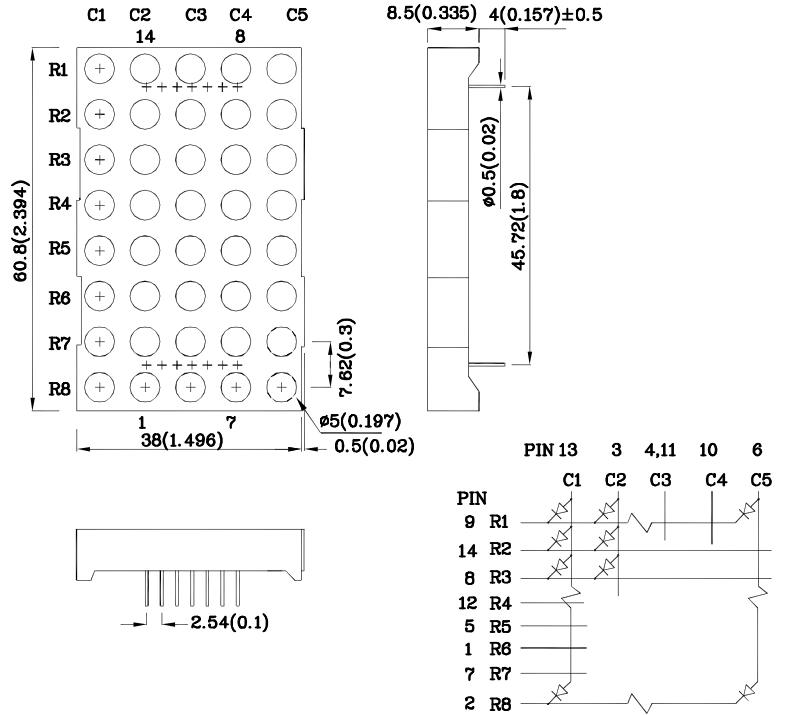 C1 C2 C3 C4 C5
14 8
R1
R2
R3
R4
R5
R6
R7
R8
60.8(2.394)
7.62(0.3)
1 7
ø5(0.197)
38(1.496)
0.5(0.02)
8.5(0.335) 4(0.157)±0.5
ø0.5(0.02)
45.72(1.8)
2.54(0.1)
PIN 13 3 4,11 10 6
C1 C2 C3 C4 C5
PIN
9 R1
14 R2
8 R3
12 R4
5 R5
1 R6
7 R7
2 R8